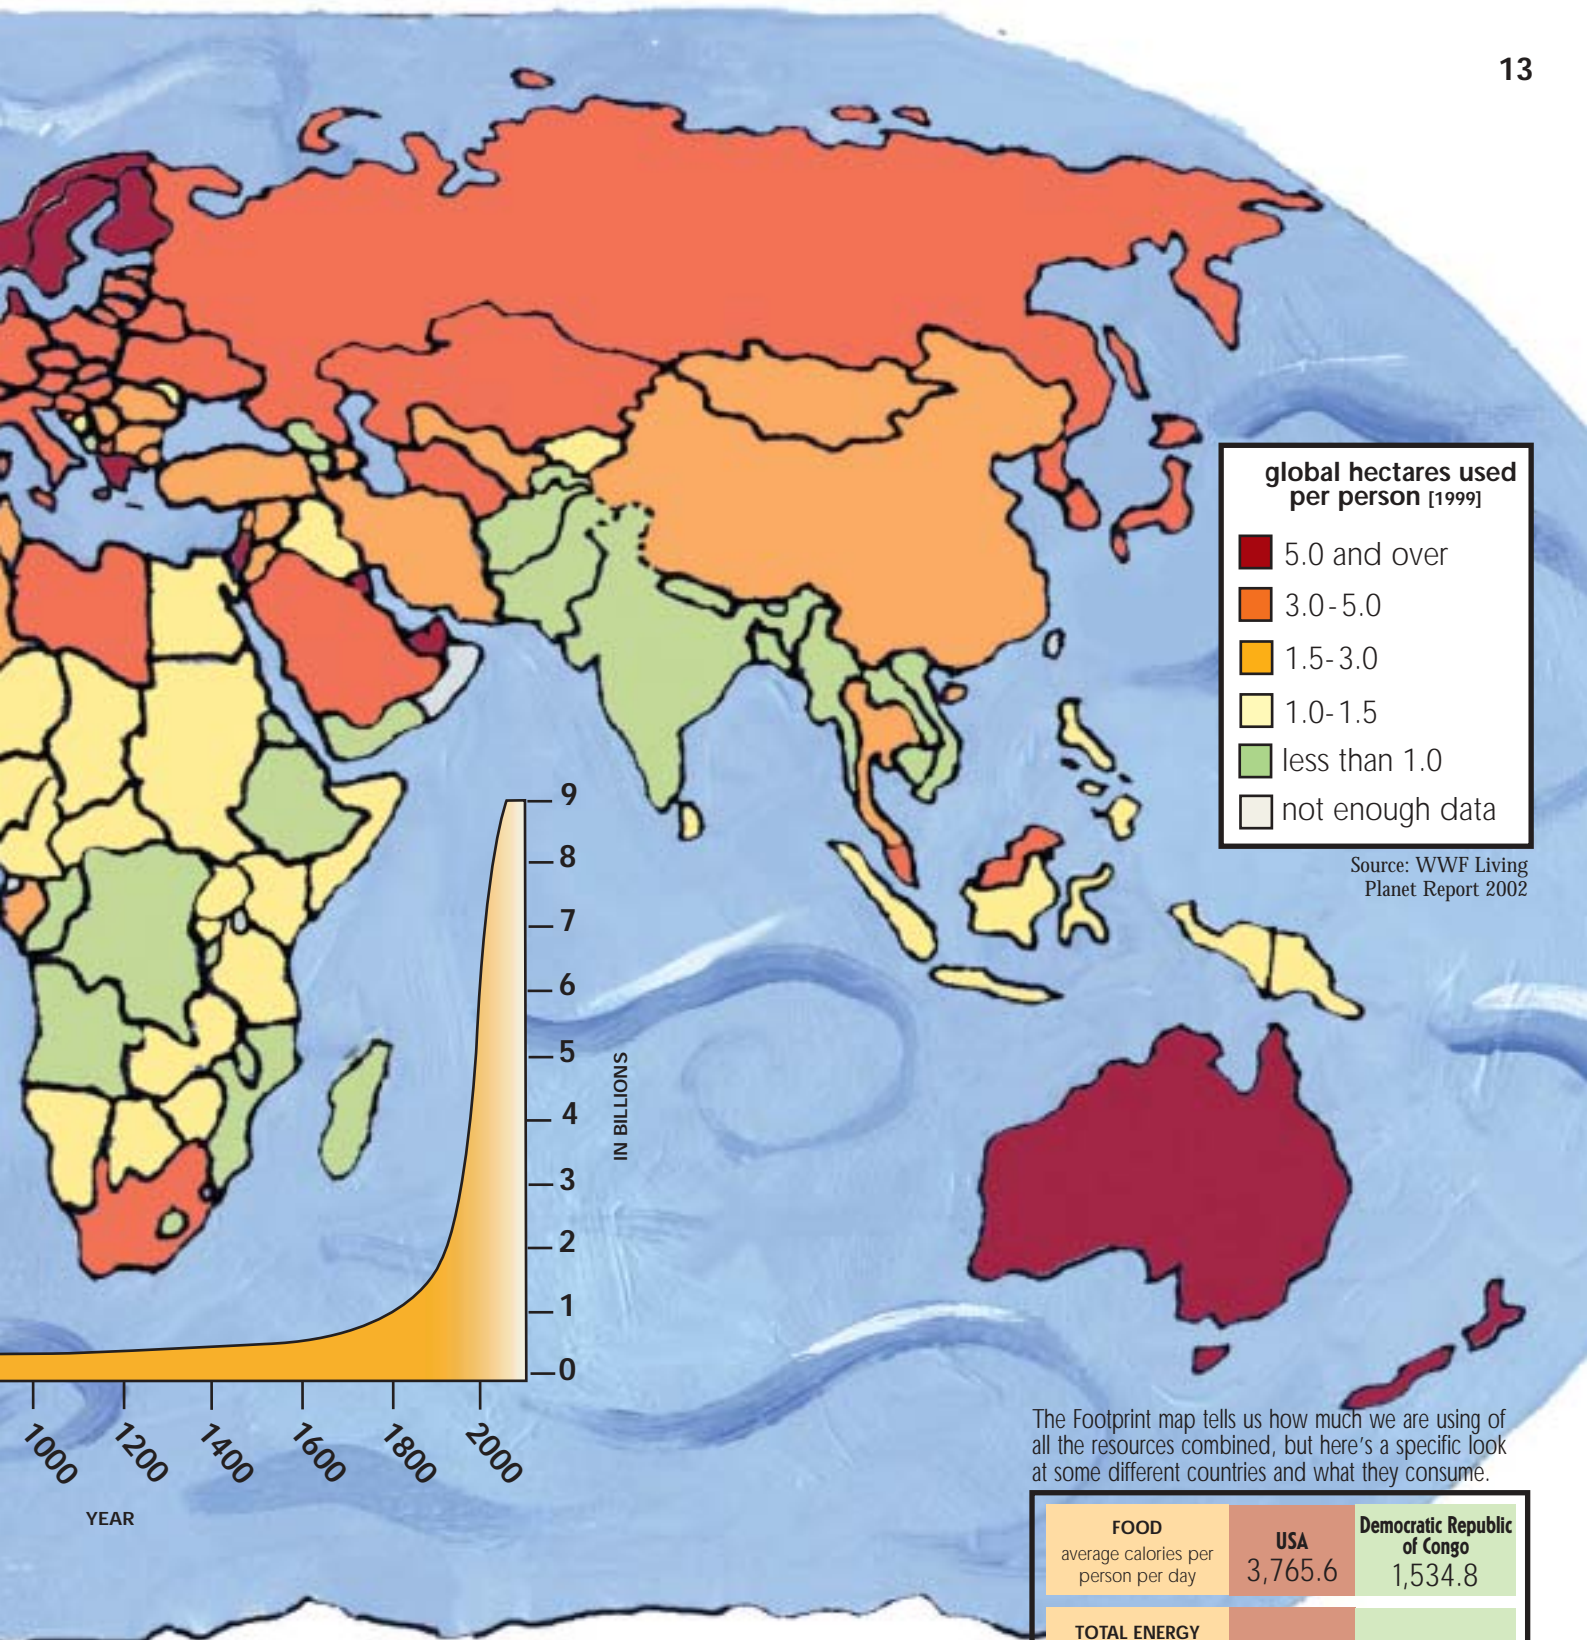 13
global hectares used
per person [1999]
5.0 and over
3.0-5.0
1.5-3.0
1.0-1.5
less than 1.0
not enough data
Source: WWF Living
Planet Report 2002
9
8
7
6
5
4
3
2
1
0
IN BILLIONS
1000
1200
1400
1600
1800
2000
YEAR
The Footprint map tells us how much we are using of
all the resources combined, but here's a specific look
at some different countries and what they consume.
FOOD
average calories per
person per day
USA
3,765.6
Democratic Republic
of Congo
1,534.8
TOTAL ENERGY